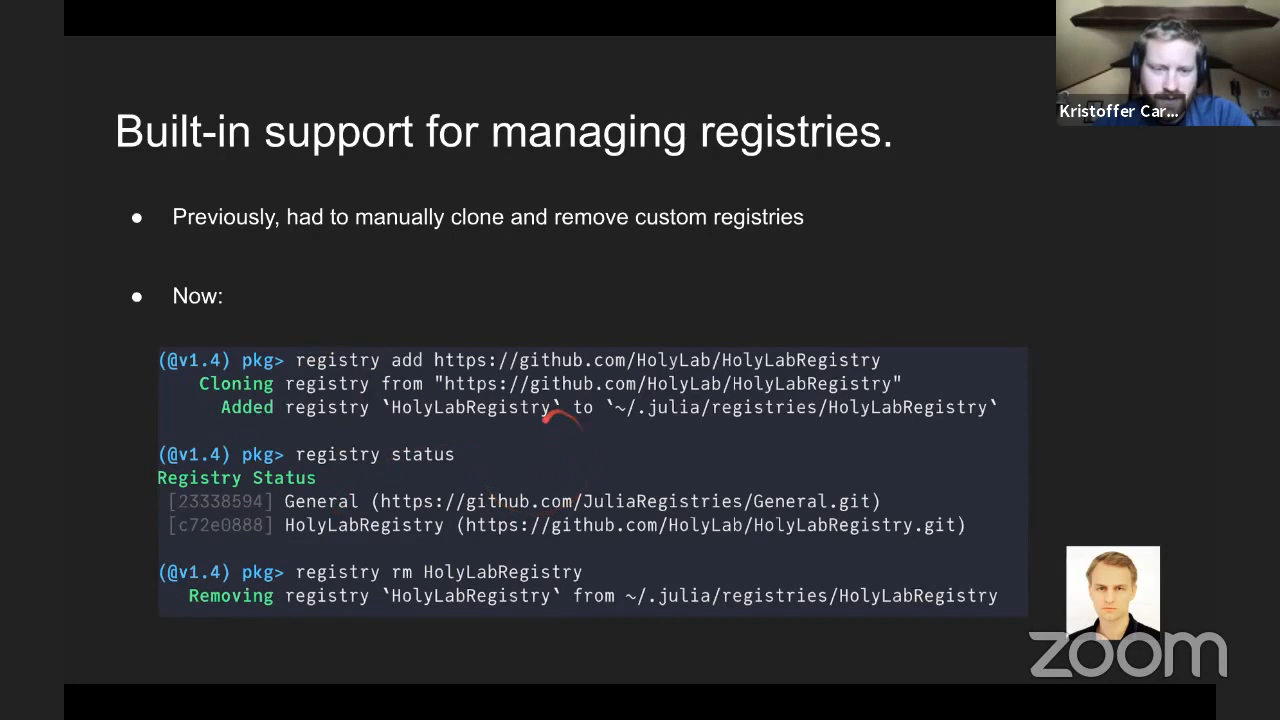 Kristoffer Car...
Built-in support for managing registries.
● Previously, had to manually clone and remove custom registries
● Now:
(@v1.4) pkg> registry add https://github.com/HolyLab/HolyLabRegistry
Cloning registry from "https://github.com/HolyLab/HolyLabRegistry"
Added registry `HolyLabRegistry` to `~/.julia/registries/HolyLabRegistry`
(@v1.4) pkg> registry status
Registry Status
[23338594] General (https://github.com/JuliaRegistries/General.git)
[c72e0888] HolyLabRegistry (https://github.com/HolyLab/HolyLabRegistry.git)
(@v1.4) pkg> registry rm HolyLabRegistry
Removing registry `HolyLabRegistry` from ~/.julia/registries/HolyLabRegistry
zoom